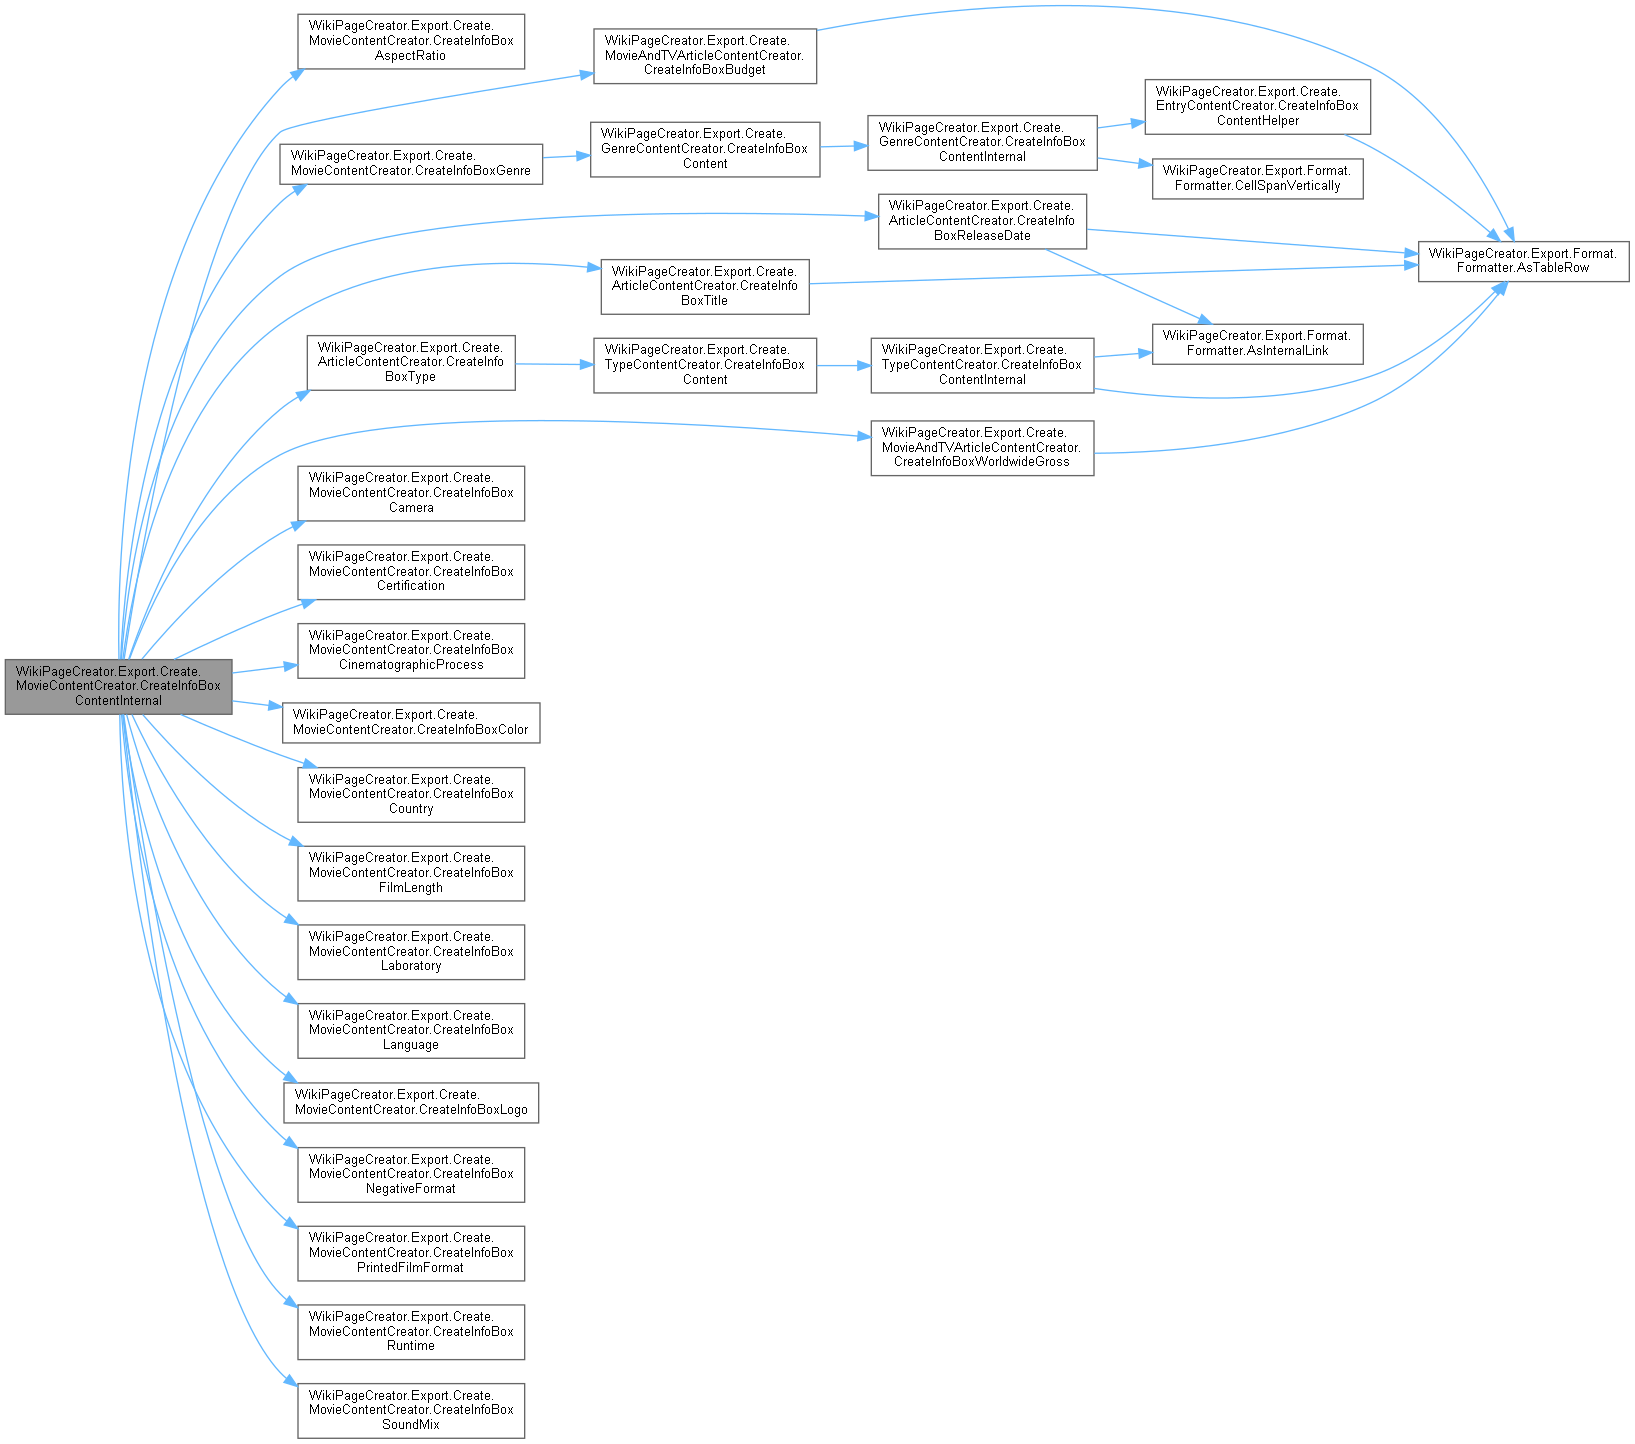 WikiPageCreator.Export.Create.
MovieContentCreator.CreateInfoBox
AspectRatio
WikiPageCreator.Export.Create.
MovieAndTVArticleContentCreator.
CreateInfoBoxBudget
WikiPageCreator.Export.Create.
EntryContentCreator.CreateInfoBox
ContentHelper
WikiPageCreator.Export.Create.
MovieContentCreator.CreateInfoBoxGenre
WikiPageCreator.Export.Create.
GenreContentCreator.CreateInfoBox
Content
WikiPageCreator.Export.Create.
GenreContentCreator.CreateInfoBox
ContentInternal
WikiPageCreator.Export.Format.
Formatter.CellSpanVertically
WikiPageCreator.Export.Create.
ArticleContentCreator.CreateInfo
BoxReleaseDate
WikiPageCreator.Export.Format.
Formatter.AsTableRow
WikiPageCreator.Export.Create.
ArticleContentCreator.CreateInfo
BoxTitle
WikiPageCreator.Export.Create.
ArticleContentCreator.CreateInfo
BoxType
WikiPageCreator.Export.Create.
TypeContentCreator.CreateInfoBox
Content
WikiPageCreator.Export.Create.
TypeContentCreator.CreateInfoBox
ContentInternal
WikiPageCreator.Export.Format.
Formatter.AsInternalLink
WikiPageCreator.Export.Create.
MovieAndTVArticleContentCreator.
CreateInfoBoxWorldwideGross
WikiPageCreator.Export.Create.
MovieContentCreator.CreateInfoBox
Camera
WikiPageCreator.Export.Create.
MovieContentCreator.CreateInfoBox
Certification
WikiPageCreator.Export.Create.
MovieContentCreator.CreateInfoBox
CinematographicProcess
WikiPageCreator.Export.Create.
MovieContentCreator.CreateInfoBox
ContentInternal
WikiPageCreator.Export.Create.
MovieContentCreator.CreateInfoBoxColor
WikiPageCreator.Export.Create.
MovieContentCreator.CreateInfoBox
Country
WikiPageCreator.Export.Create.
MovieContentCreator.CreateInfoBox
FilmLength
WikiPageCreator.Export.Create.
MovieContentCreator.CreateInfoBox
Laboratory
WikiPageCreator.Export.Create.
MovieContentCreator.CreateInfoBox
Language
WikiPageCreator.Export.Create.
MovieContentCreator.CreateInfoBoxLogo
WikiPageCreator.Export.Create.
MovieContentCreator.CreateInfoBox
NegativeFormat
WikiPageCreator.Export.Create.
MovieContentCreator.CreateInfoBox
PrintedFilmFormat
WikiPageCreator.Export.Create.
MovieContentCreator.CreateInfoBox
Runtime
WikiPageCreator.Export.Create.
MovieContentCreator.CreateInfoBox
SoundMix